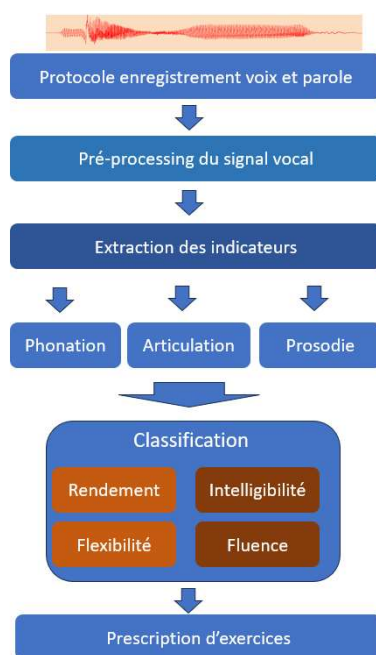 Protocole enregistrement voix et parole
Pré-processing du signal vocal
Extraction des indicateurs
Phonation
Articulation
Prosodie
Classification
Rendement
Intelligibilité
Flexibilité
Fluence
Prescription d'exercices